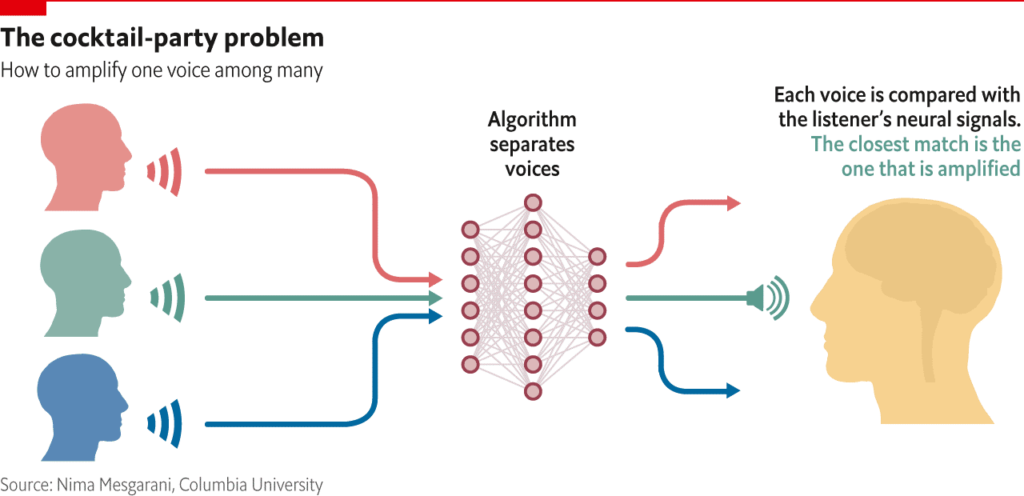 The cocktail-party problem
How to amplify one voice among many
Algorithm
separates
voices
Each voice is compared with
the listener's neural signals.
The closest match is the
one that is amplified
Source: Nima Mesgarani, Columbia University